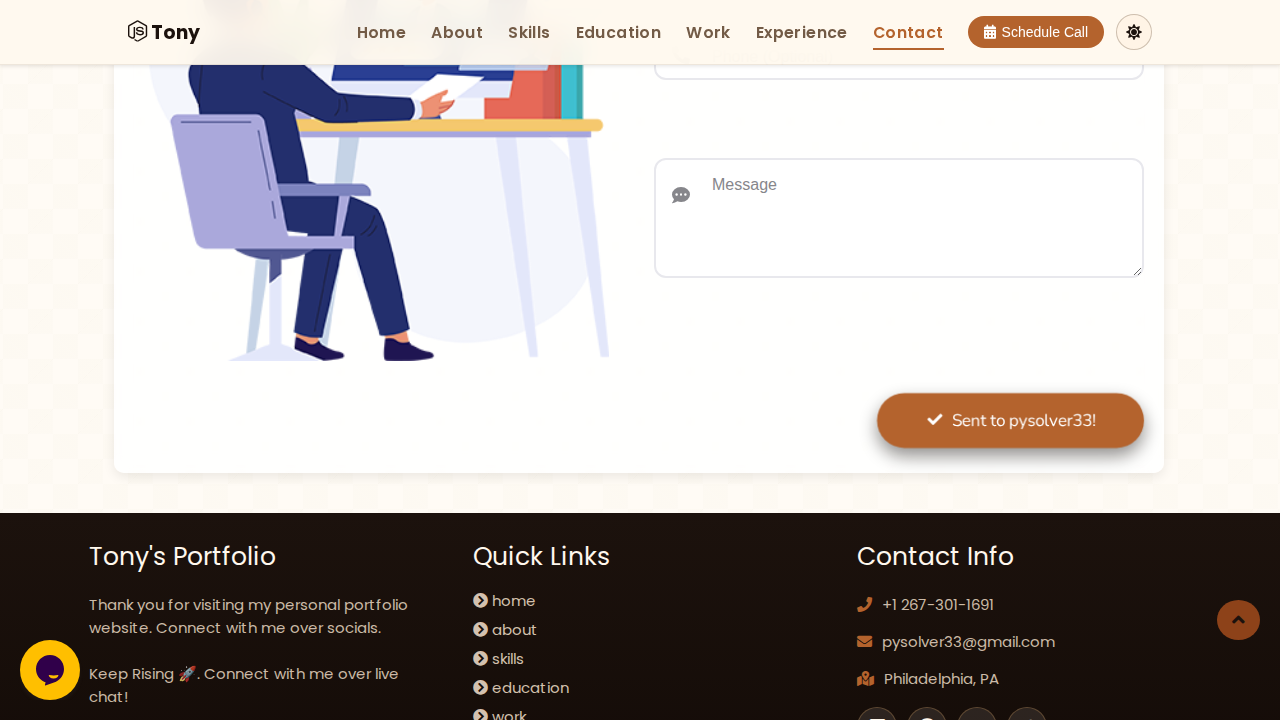 Tony Home About Skills Education Work Experience Contact Schedule Call
Message
Sent to pysolver33!
Tony's Portfolio
Thank you for visiting my personal portfolio
website. Connect with me over socials.
Keep Rising 🚀. Connect with me over live
chat!
Quick Links
home
about
skills
education
work
Contact Info
+1 267-301-1691
pysolver33@gmail.com
Philadelphia, PA